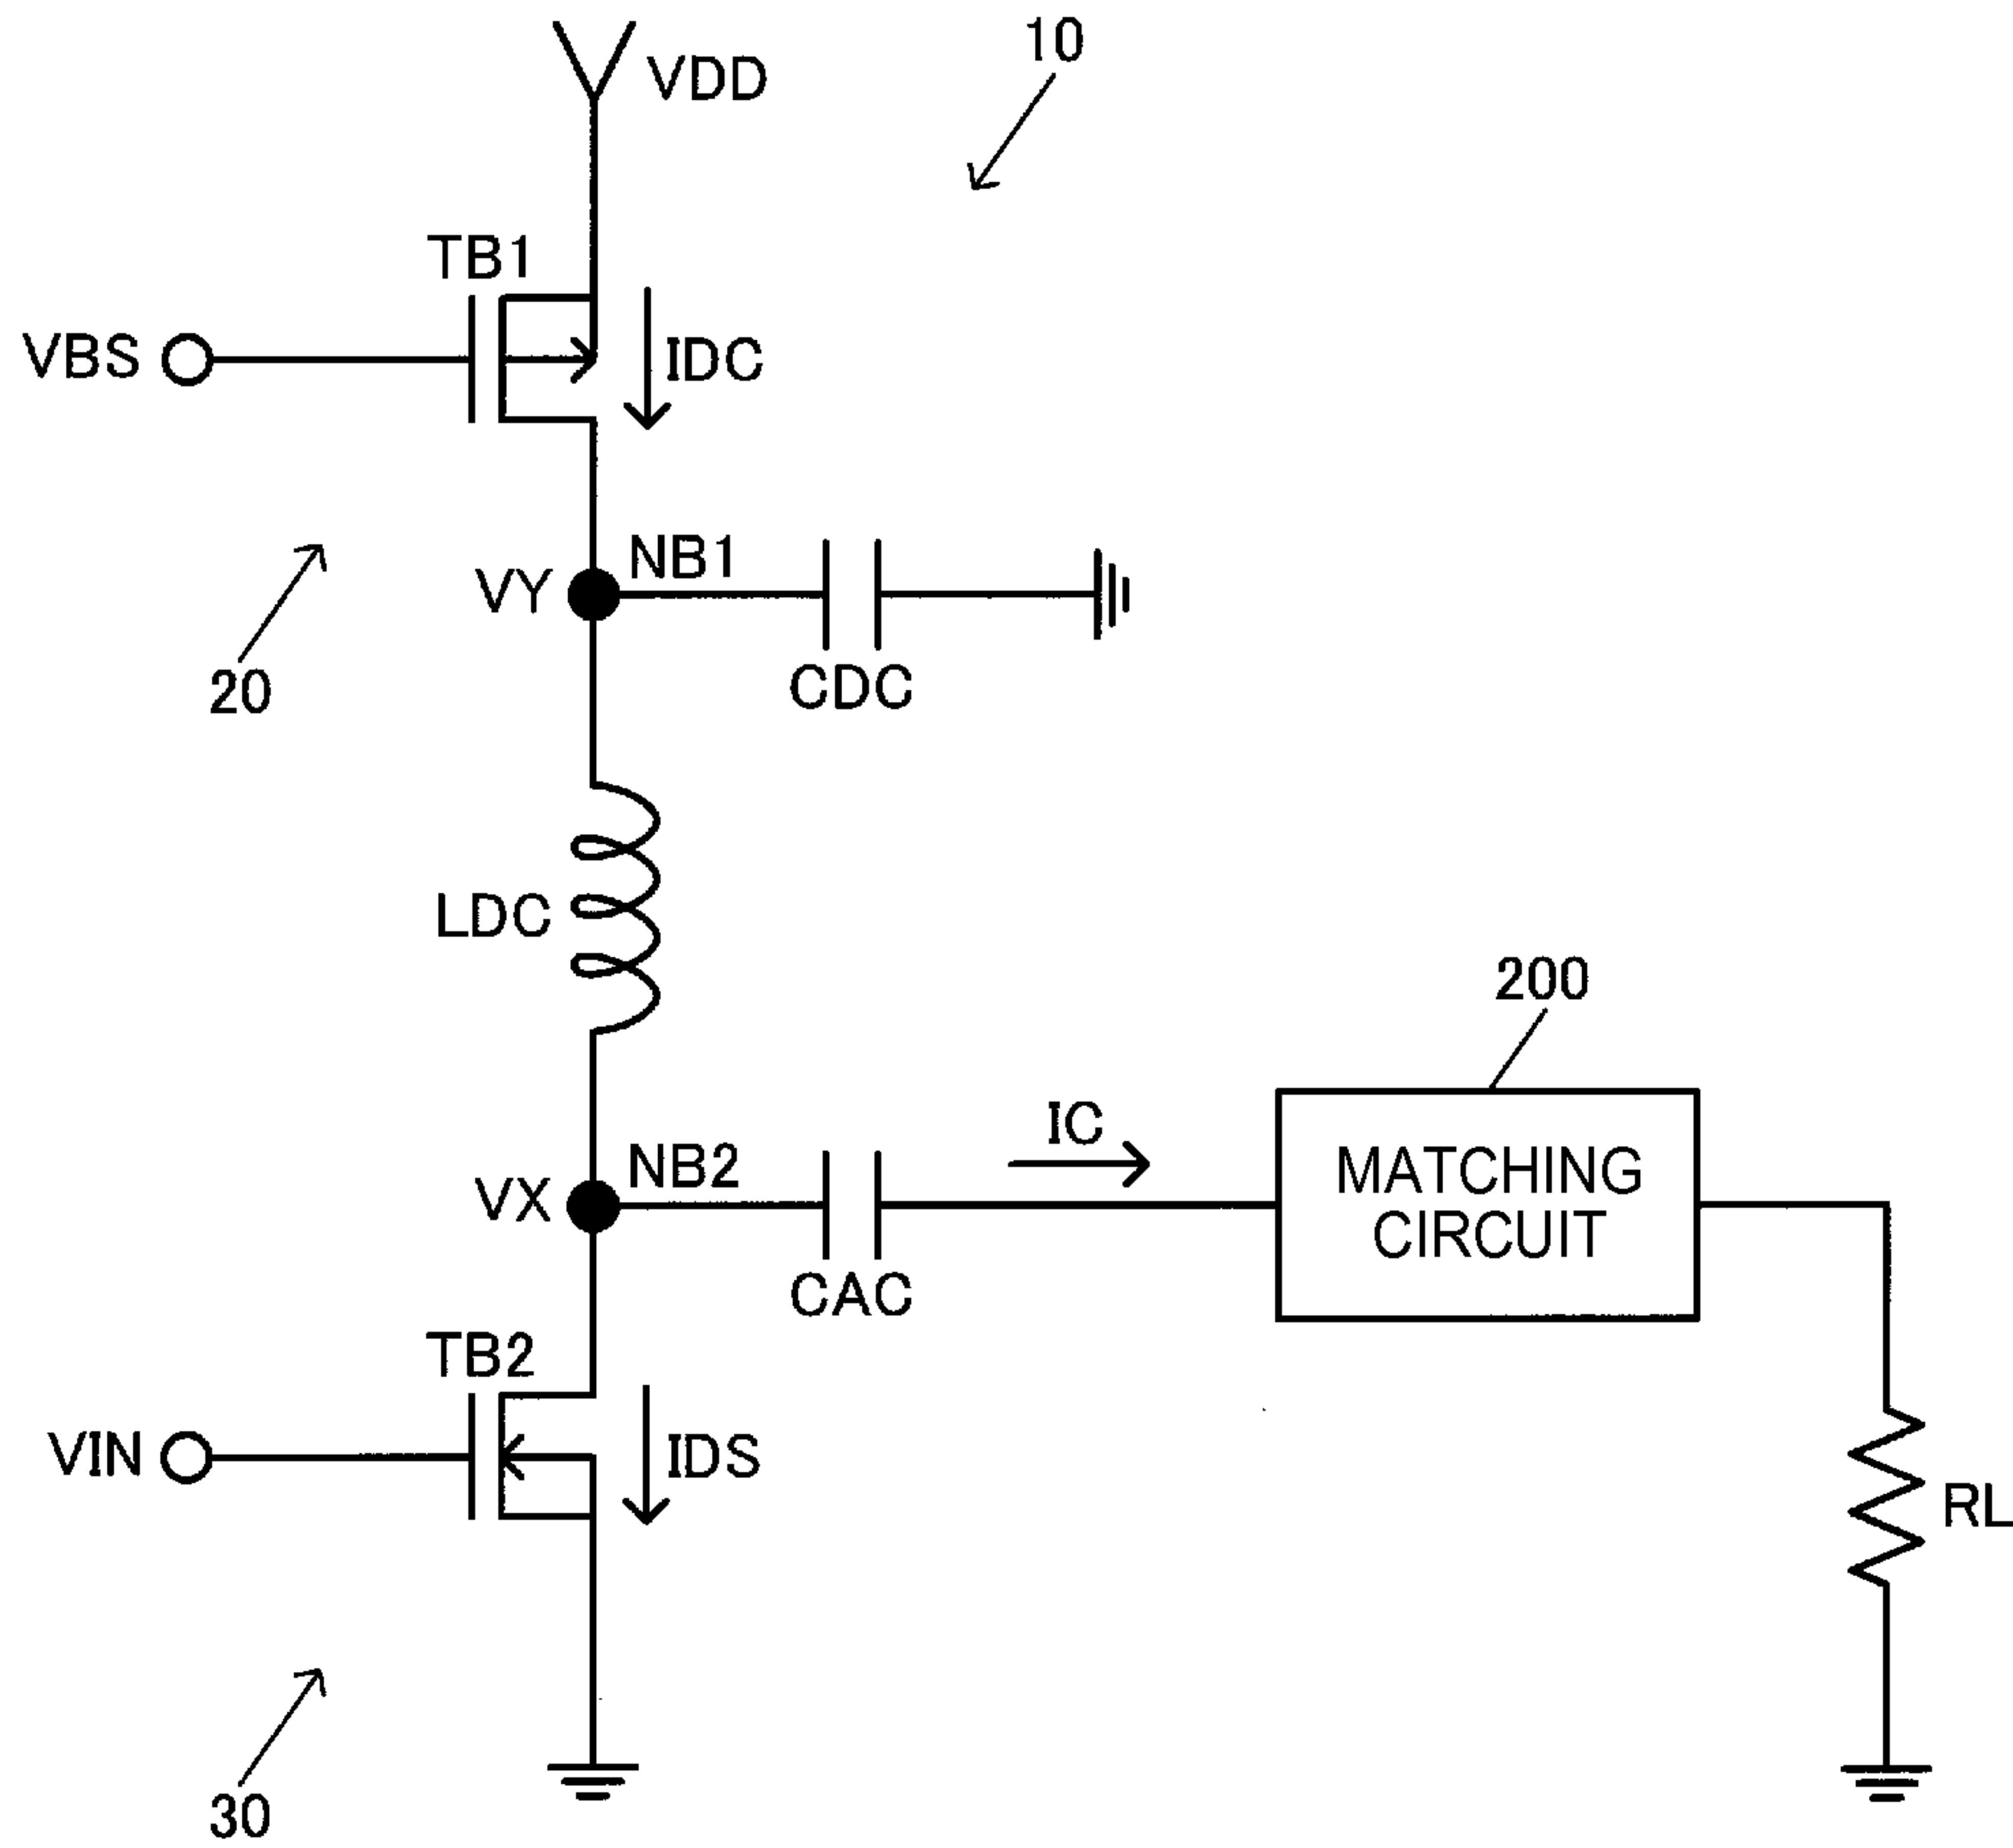 10
VDD
TB1
VBS
IDC
NB1
VY
CDC
20
LDC
200
IC
MATCHING
CIRCUIT
NB2
VX
CAC
TB2
VIN
IDS
RL
30